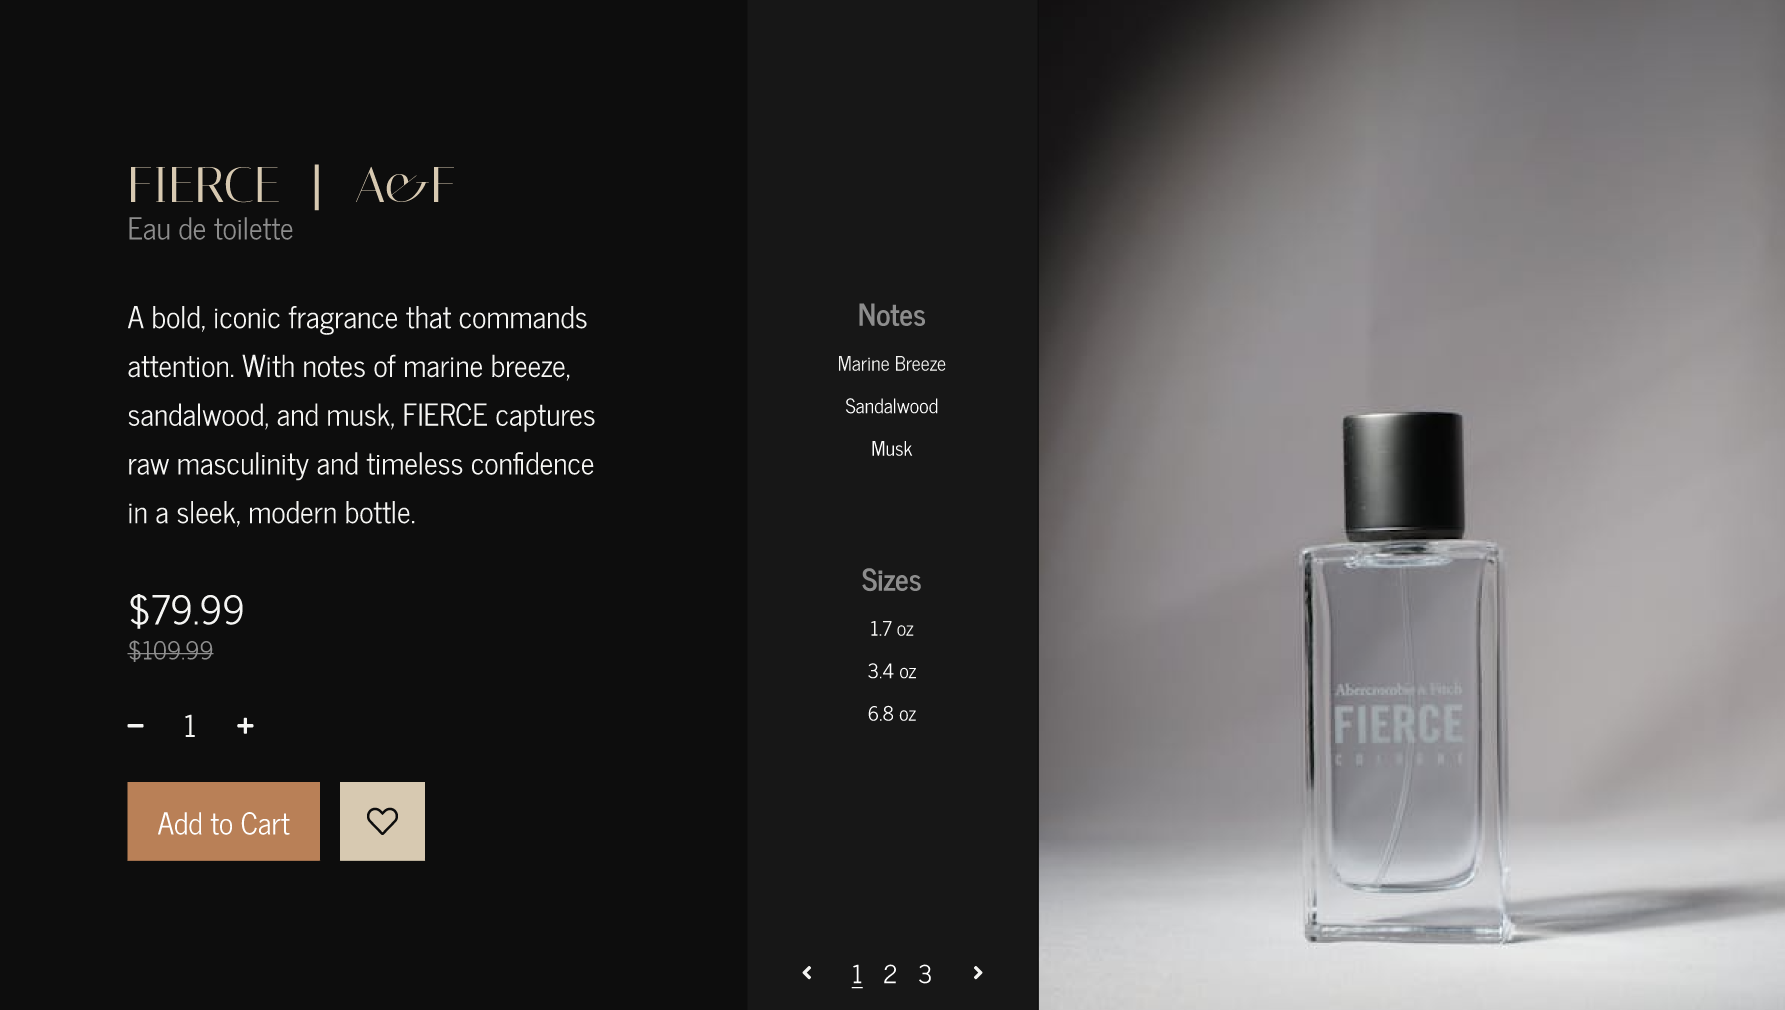 FIERCE | A&F
Eau de toilette
A bold, iconic fragrance that commands
attention. With notes of marine breeze,
sandalwood, and musk, FIERCE captures
raw masculinity and timeless confidence
in a sleek, modern bottle.
$79.99
$109.99
1
Add to Cart
Notes
Marine Breeze
Sandalwood
Musk
Sizes
1.7 oz
3.4 oz
6.8 oz
1 2 3
Abercrombie & Fitch
FIERCE
COLOGNE